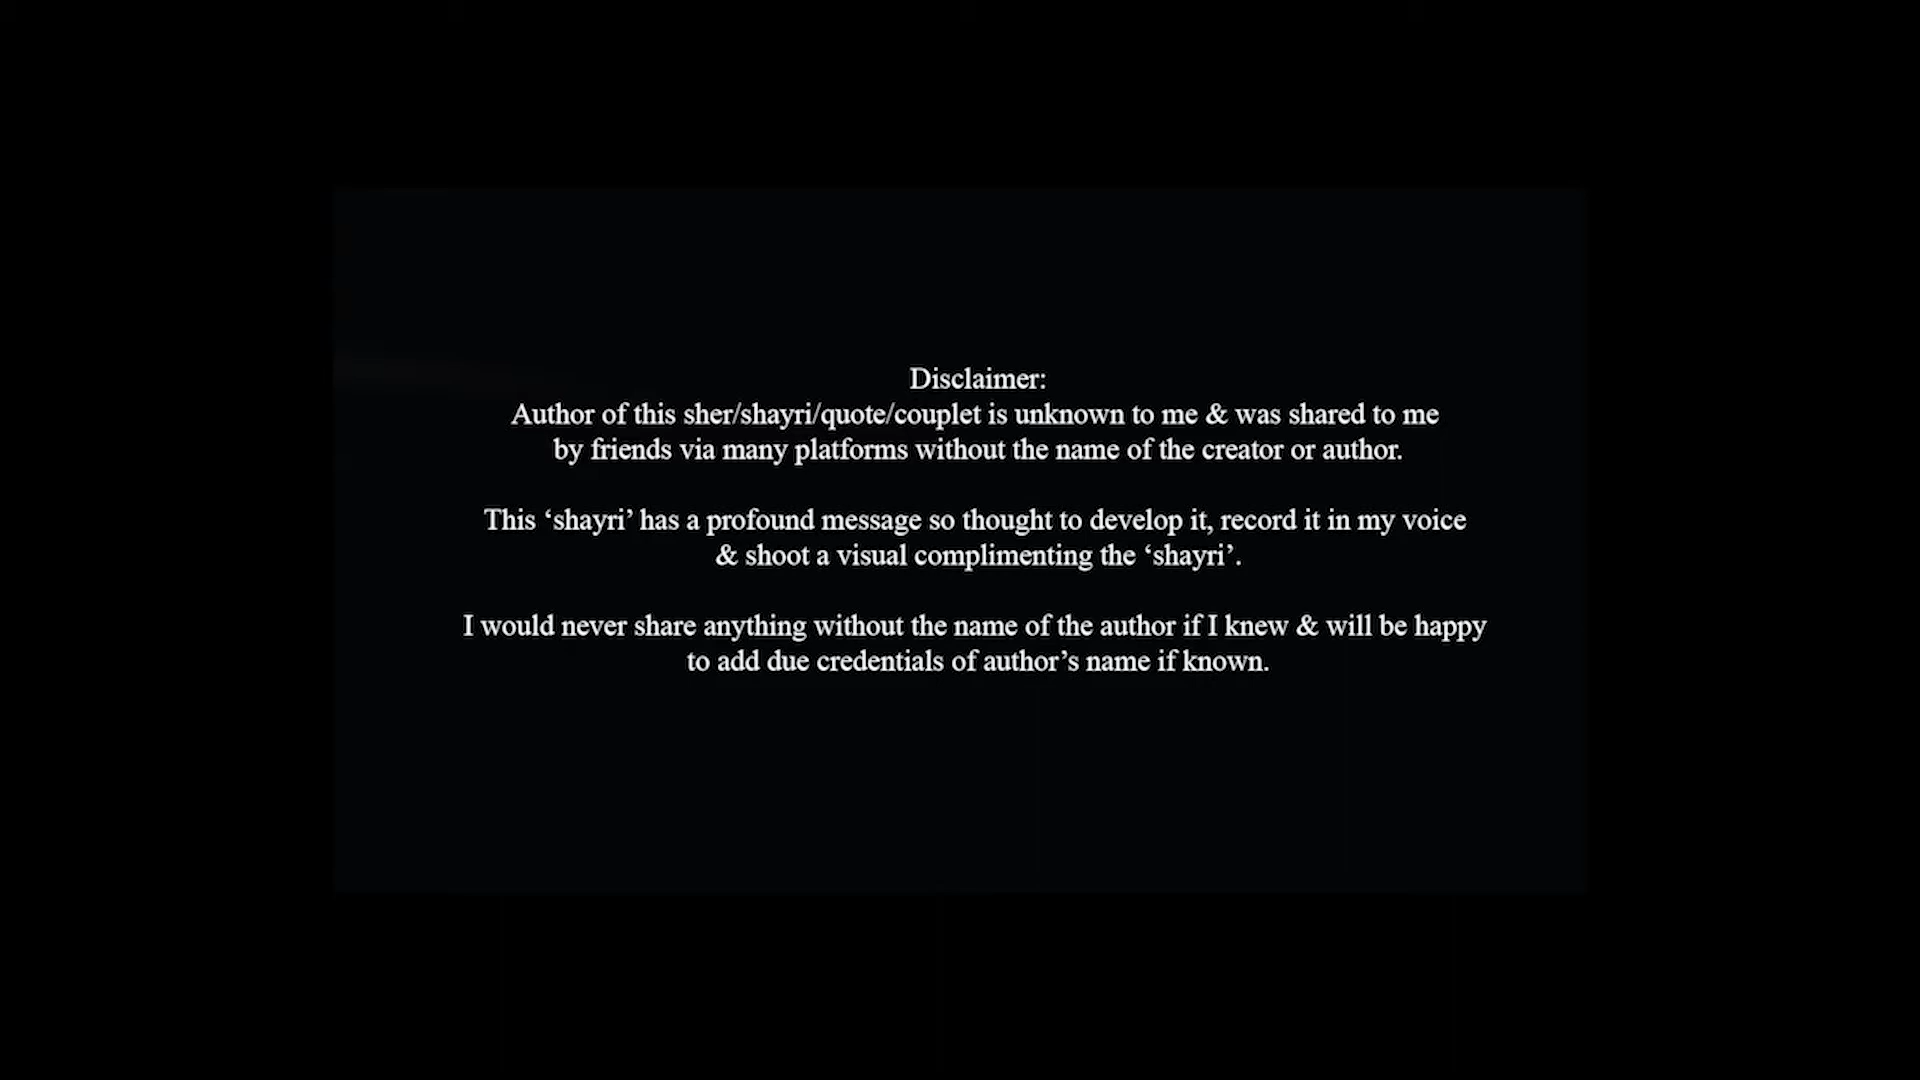 Disclaimer:
Author of this sher/shayri/quote/couplet is unknown to me & was shared to me
by friends via many platforms without the name of the creator or author.
This ‘shayri’ has a profound message so thought to develop it, record it in my voice
& shoot a visual complimenting the ‘shayri’.
I would never share anything without the name of the author if I knew & will be happy
to add due credentials of author’s name if known.